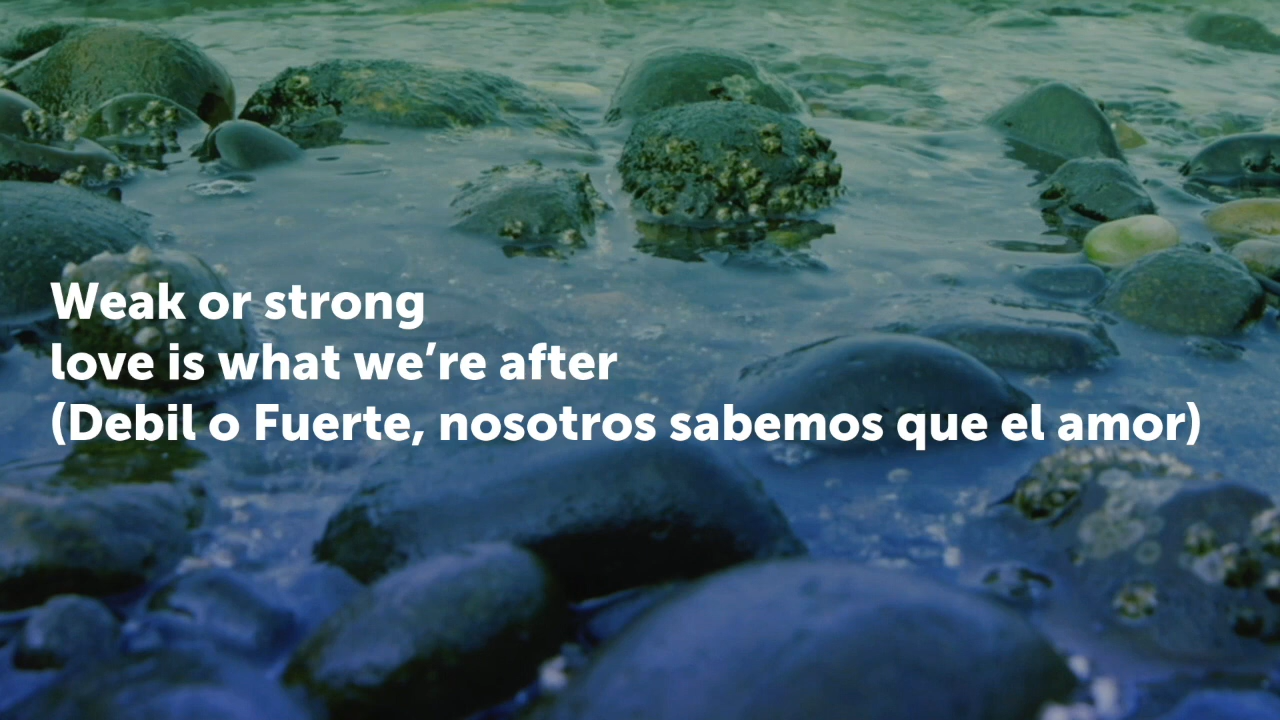 Weak or strong
love is what we’re after
(Debil o Fuerte, nosotros sabemos que el amor)